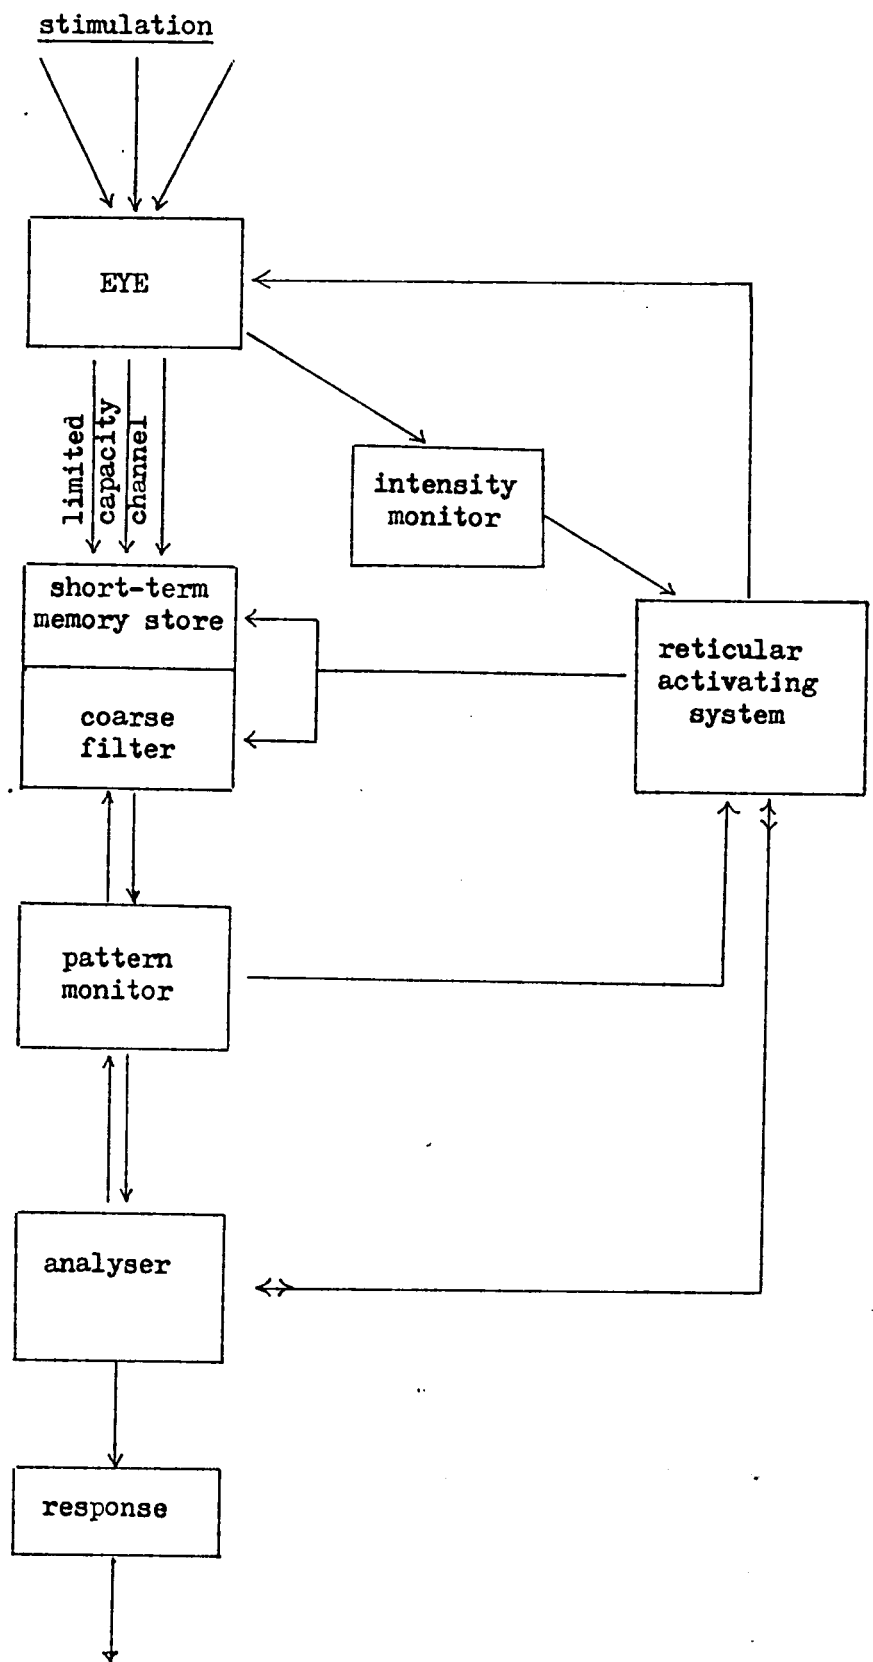 stimulation
EYE
limited
capacity
channel
intensity
monitor
short-term
memory store
reticular
activating
system
coarse
filter
pattern
monitor
analyser
response